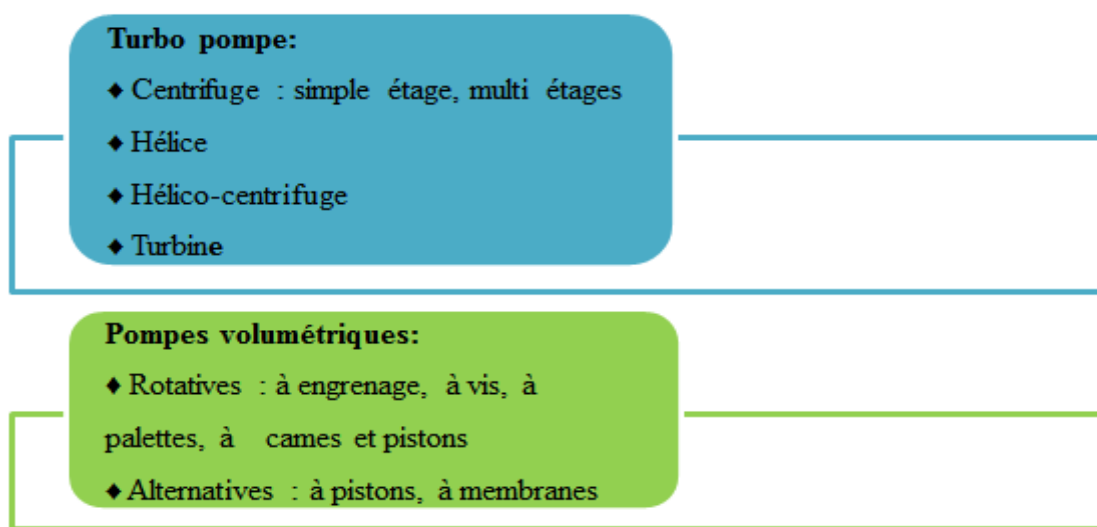 Turbo pompe:
♦ Centrifuge : simple étage, multi étages
♦ Hélice
♦ Hélico-centrifuge
♦ Turbine
Pompes volumétriques:
♦ Rotatives : à engrenage, à vis, à
palettes, à cames et pistons
♦ Alternatives : à pistons, à membranes